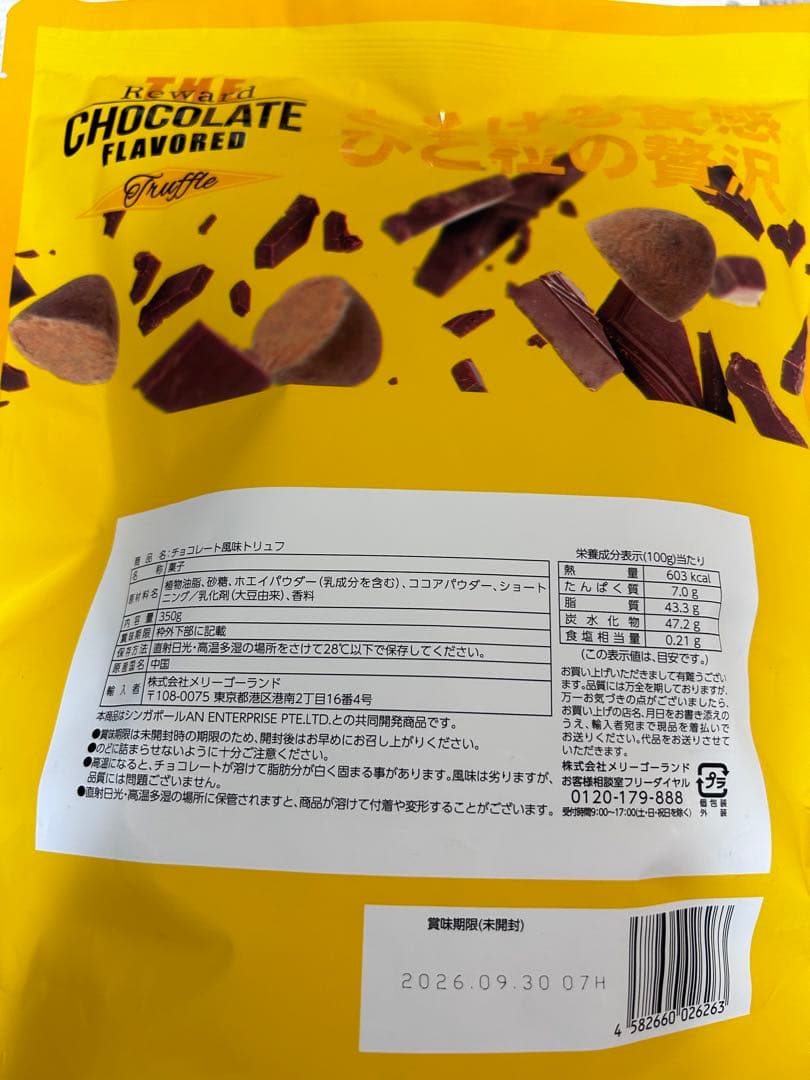 THE
Reward
CHOCOLATE
FLAVORED
Truffle
とろける食感
ひと粒の贅沢
商品名:チョコレート風味トリュフ
名称 菓子
原材料名 植物油脂、砂糖、ホエイパウダー(乳成分を含む)、ココアパウダー、ショート
ニング/乳化剤(大豆由来)、香料
内容量 350g
賞味期限 枠外下部に記載
保存方法 直射日光・高温多湿の場所をさけて28℃以下で保存してください。
原産国名 中国
輸入者 株式会社メリーゴーランド
〒108-0075 東京都港区港南2丁目16番4号
本商品はシンガポールAN ENTERPRISE PTE.LTD.との共同開発商品です。
●賞味期限は未開封時の期限のため、開封後はお早めにお召し上がりください。
●のどに詰まらせないように十分ご注意ください。
●高温になると、チョコレートが溶けて脂肪分が白く固まる事があります。風味は劣りますが、
品質には問題ございません。
●直射日光・高温多湿の場所に保管されますと、商品が溶けて付着や変形することがございます。
栄養成分表示(100g)当たり
熱量 603 kcal
たんぱく質 7.0 g
脂質 43.3 g
炭水化物 47.2 g
食塩相当量 0.21 g
(この表示値は、目安です。)
お買い上げいただきまして有難うござい
ます。品質には万全を期しておりますが、
万一お気づきの点がございましたら、
お買い上げの店名、月日をお書き添えの
うえ、輸入者宛まで現品を着払いで
お送りください。代品をお送りさせて
いただきます。
株式会社メリーゴーランド
お客様相談室フリーダイヤル
0120-179-888
受付時間9:00〜17:00(土・日・祝日を除く)
プラ
個包装
外装
賞味期限(未開封)
2026.09.30 07H
4 582660 026263